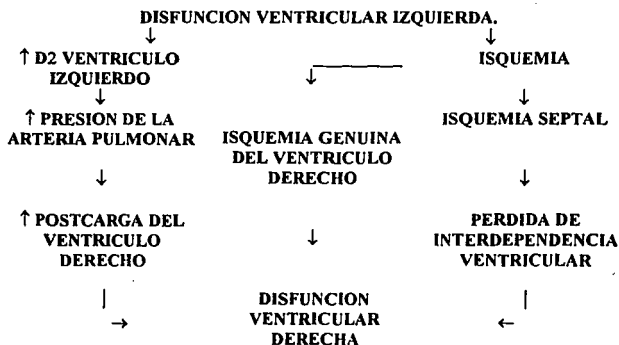 DISFUNCION VENTRICULAR IZQUIERDA.
↑ D2 VENTRICULO
IZQUIERDO
ISQUEMIA
↑ PRESION DE LA
ARTERIA PULMONAR
ISQUEMIA GENUINA
DEL VENTRICULO
DERECHO
ISQUEMIA SEPTAL
↑ POSTCARGA DEL
VENTRICULO
DERECHO
PERDIDA DE
INTERDEPENDENCIA
VENTRICULAR
DISFUNCION
VENTRICULAR
DERECHA